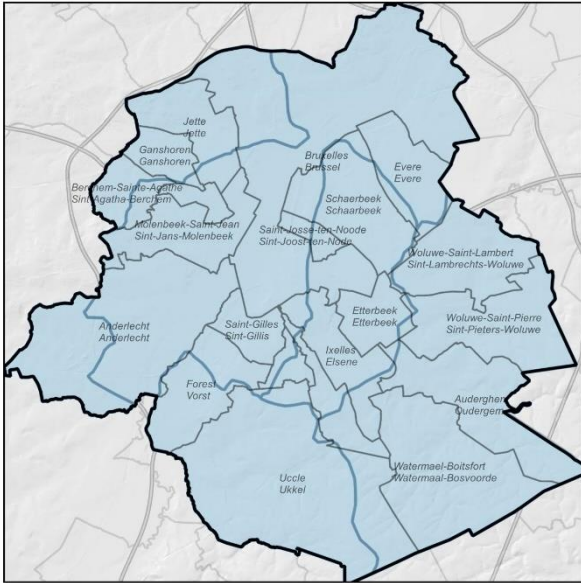 Jette
Jette
Ganshoren
Ganshoren
Bruxelles
Brussel
Evere
Evere
Berchem-Sainte-Agathe
Sint-Agatha-Berchem
Schaerbeek
Schaarbeek
Molenbeek-Saint-Jean
Sint-Jans-Molenbeek
Saint-Josse-ten-Noode
Sint-Joost-ten-Node
Woluwe-Saint-Lambert
Sint-Lambrechts-Woluwe
Anderlecht
Anderlecht
Saint-Gilles
Sint-Gillis
Etterbeek
Etterbeek
Woluwe-Saint-Pierre
Sint-Pieters-Woluwe
Ixelles
Elsene
Forest
Vorst
Auderghem
Oudergem
Uccle
Ukkel
Watermael-Boitsfort
Watermaal-Bosvoorde